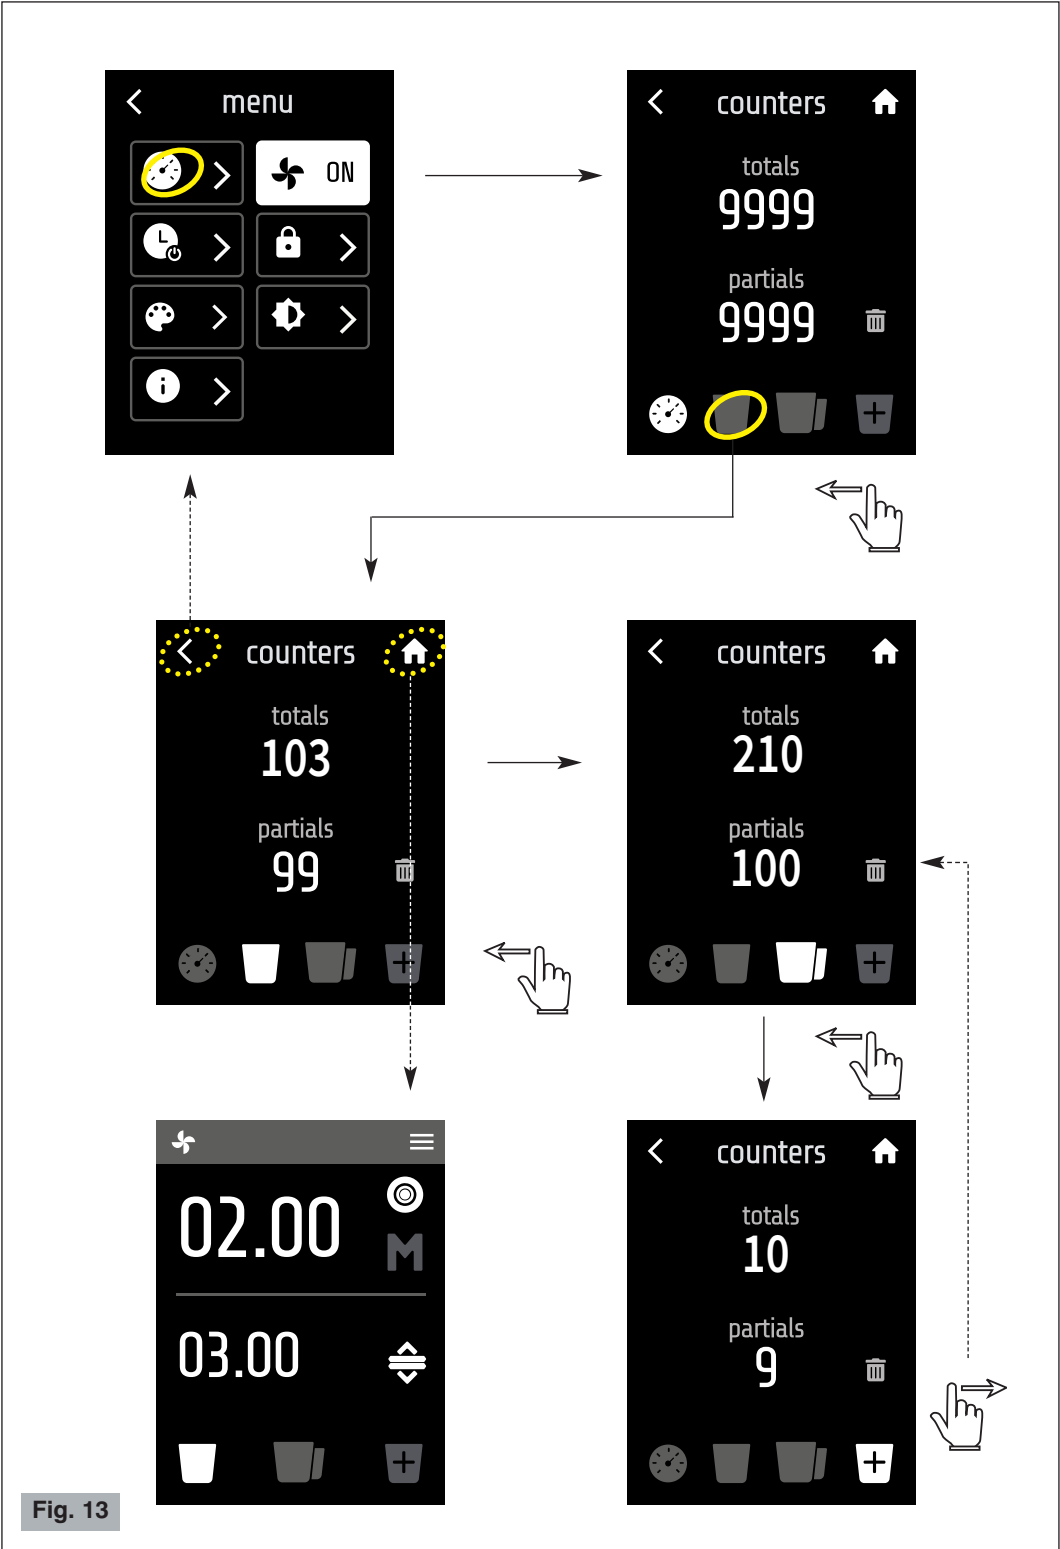 menu
ON
counters
totals
9999
partials
9999
counters
totals
103
partials
99
counters
totals
210
partials
100
02.00
M
03.00
counters
totals
10
partials
9
Fig. 13